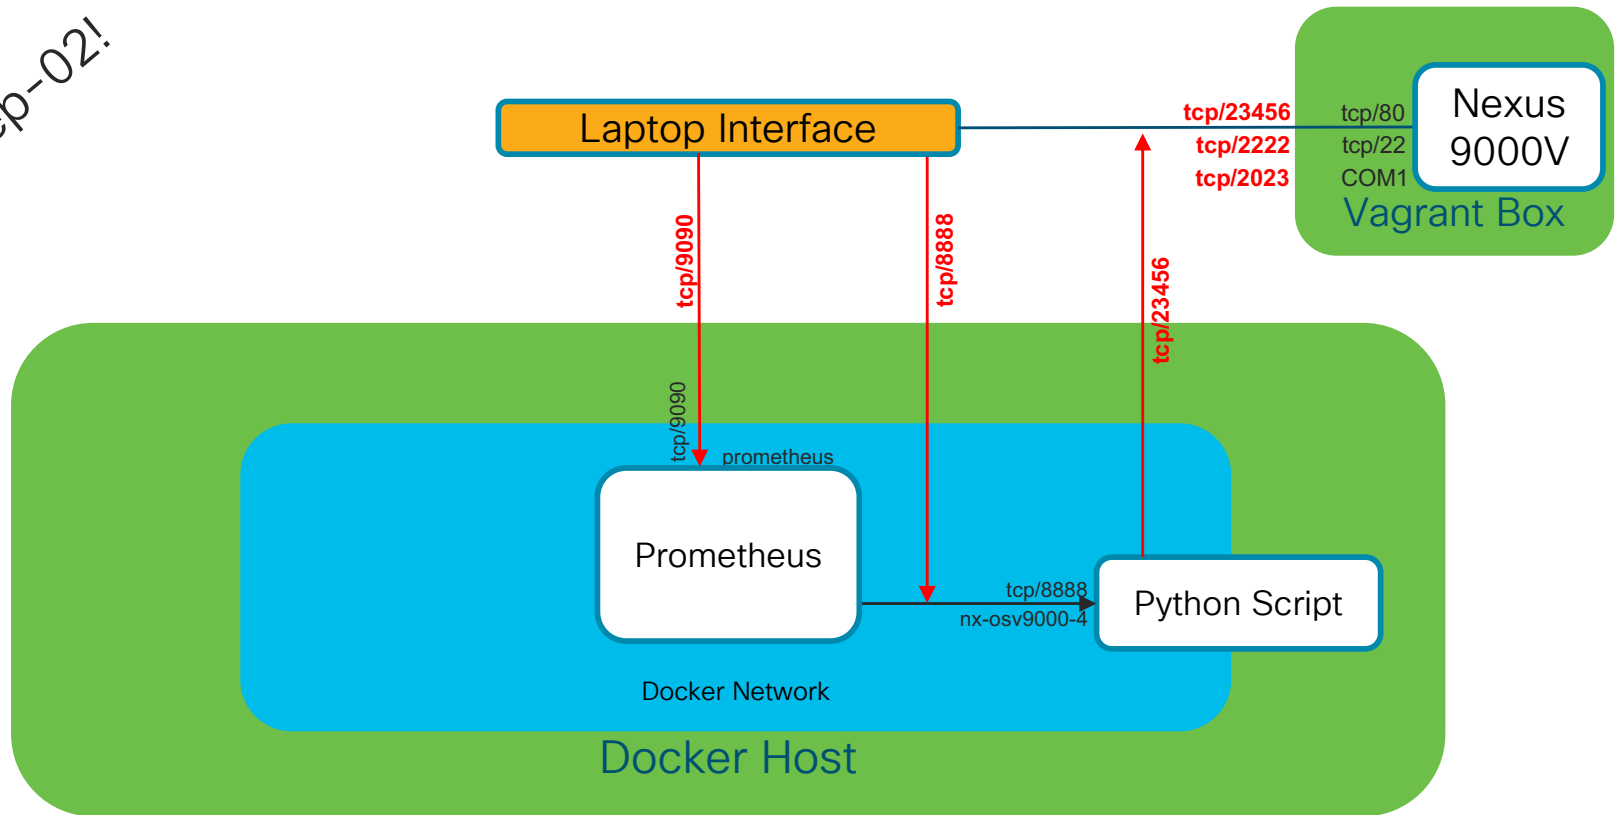 Laptop Interface
tcp/23456
tcp/2222
tcp/2023
tcp/80
tcp/22
COM1
Nexus
9000V
Vagrant Box
tcp/9090
tcp/8888
tcp/23456
tcp/9090
prometheus
Prometheus
tcp/8888
nx-osv9000-4
Python Script
Docker Network
Docker Host